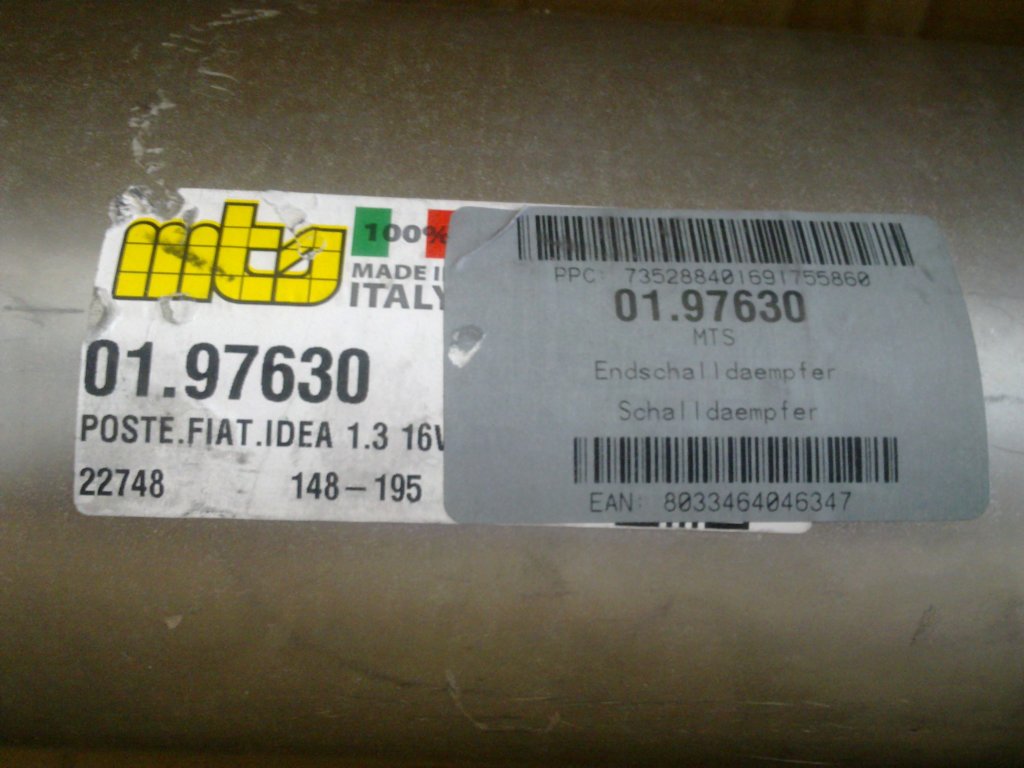 mts
100%
MADE I
ITALY
01.97630
POSTE.FIAT.IDEA 1.3 16V
22748 148-195
PPC: 735288401691755860
01.97630
MTS
Endschalldaempfer
Schalldaempfer
EAN: 8033464046347